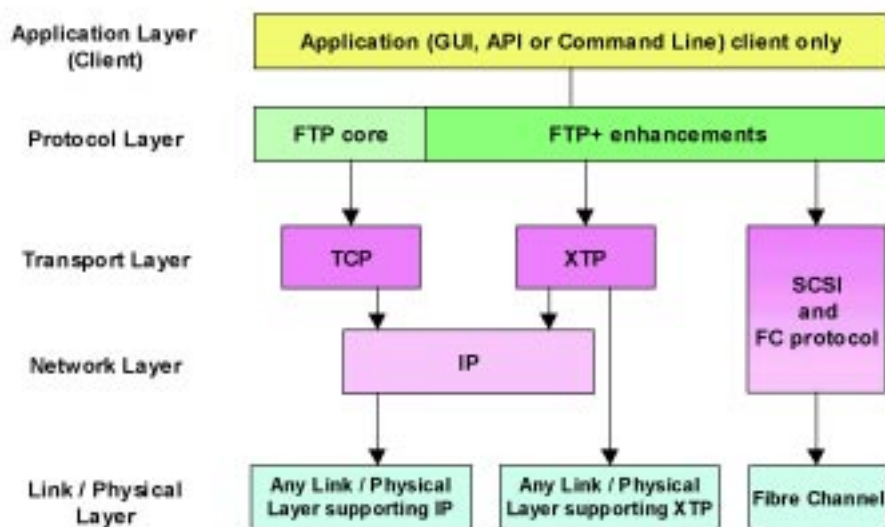 Application Layer
(Client)
Application (GUI, API or Command Line) client only
Protocol Layer
FTP core
FTP+ enhancements
Transport Layer
TCP
XTP
SCSI
and
FC protocol
Network Layer
IP
Link / Physical
Layer
Any Link / Physical
Layer supporting IP
Any Link / Physical
Layer supporting XTP
Fibre Channel